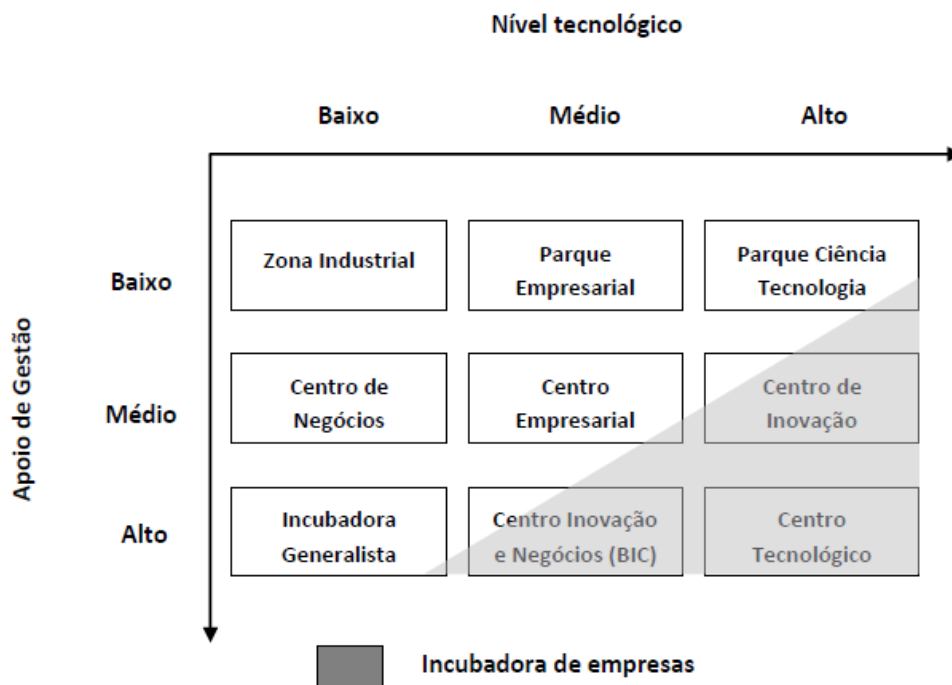 Nível tecnológico
Baixo
Médio
Alto
Apoio de Gestão
Baixo
Zona Industrial
Parque
Empresarial
Parque Ciência
Tecnologia
Médio
Centro de
Negócios
Centro
Empresarial
Centro de
Inovação
Alto
Incubadora
Generalista
Centro Inovação
e Negócios (BIC)
Centro
Tecnológico
Incubadora de empresas